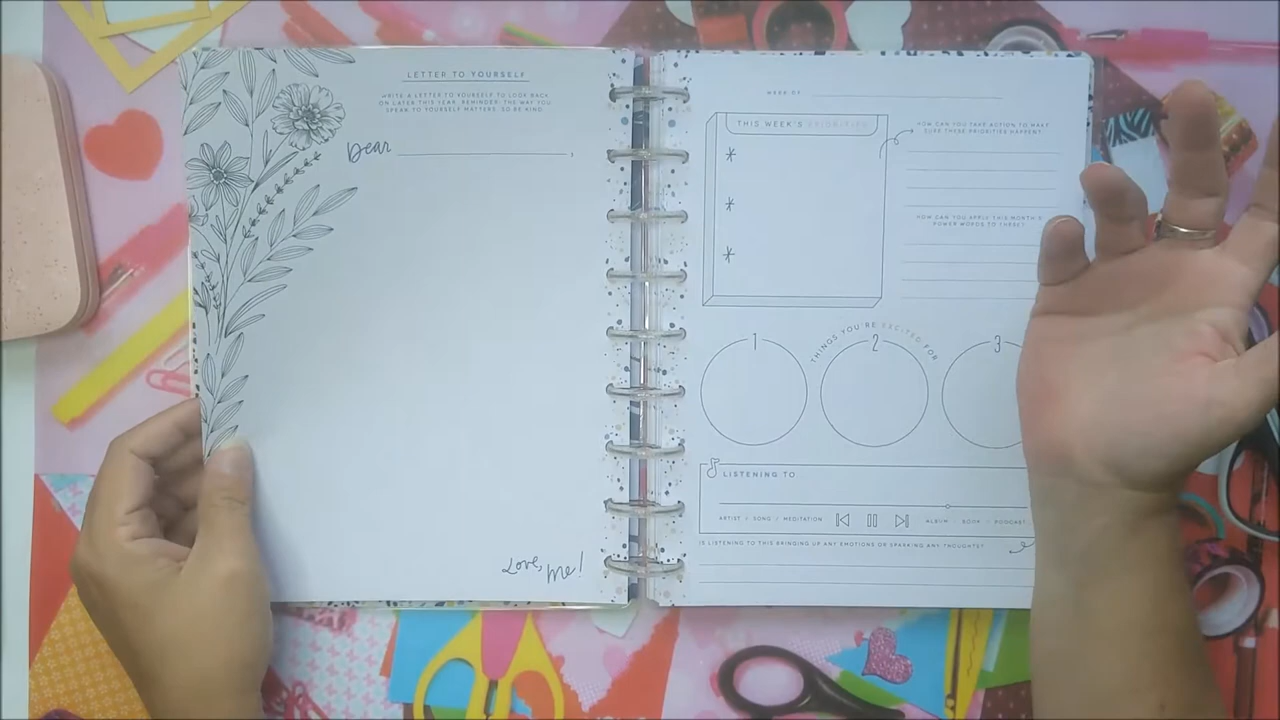 LETTER TO YOURSELF
WRITE A LETTER TO YOURSELF TO LOOK BACK
ON LATER THIS YEAR. REMINDER: THE WAY YOU
SPEAK TO YOURSELF MATTERS, SO BE KIND.
Dear ,
Love, me!
WEEK OF
THIS WEEK'S PRIORITIES
HOW CAN YOU TAKE ACTION TO MAKE
SURE THESE PRIORITIES HAPPEN?
HOW CAN YOU APPLY THIS MONTH'S
POWER WORDS TO THESE?
THINGS YOU'RE EXCITED FOR
1
2
3
LISTENING TO
ARTIST / SONG / MEDITATION
ALBUM / BOOK / PODCAST
IS LISTENING TO THIS BRINGING UP ANY EMOTIONS OR SPARKING ANY THOUGHTS?